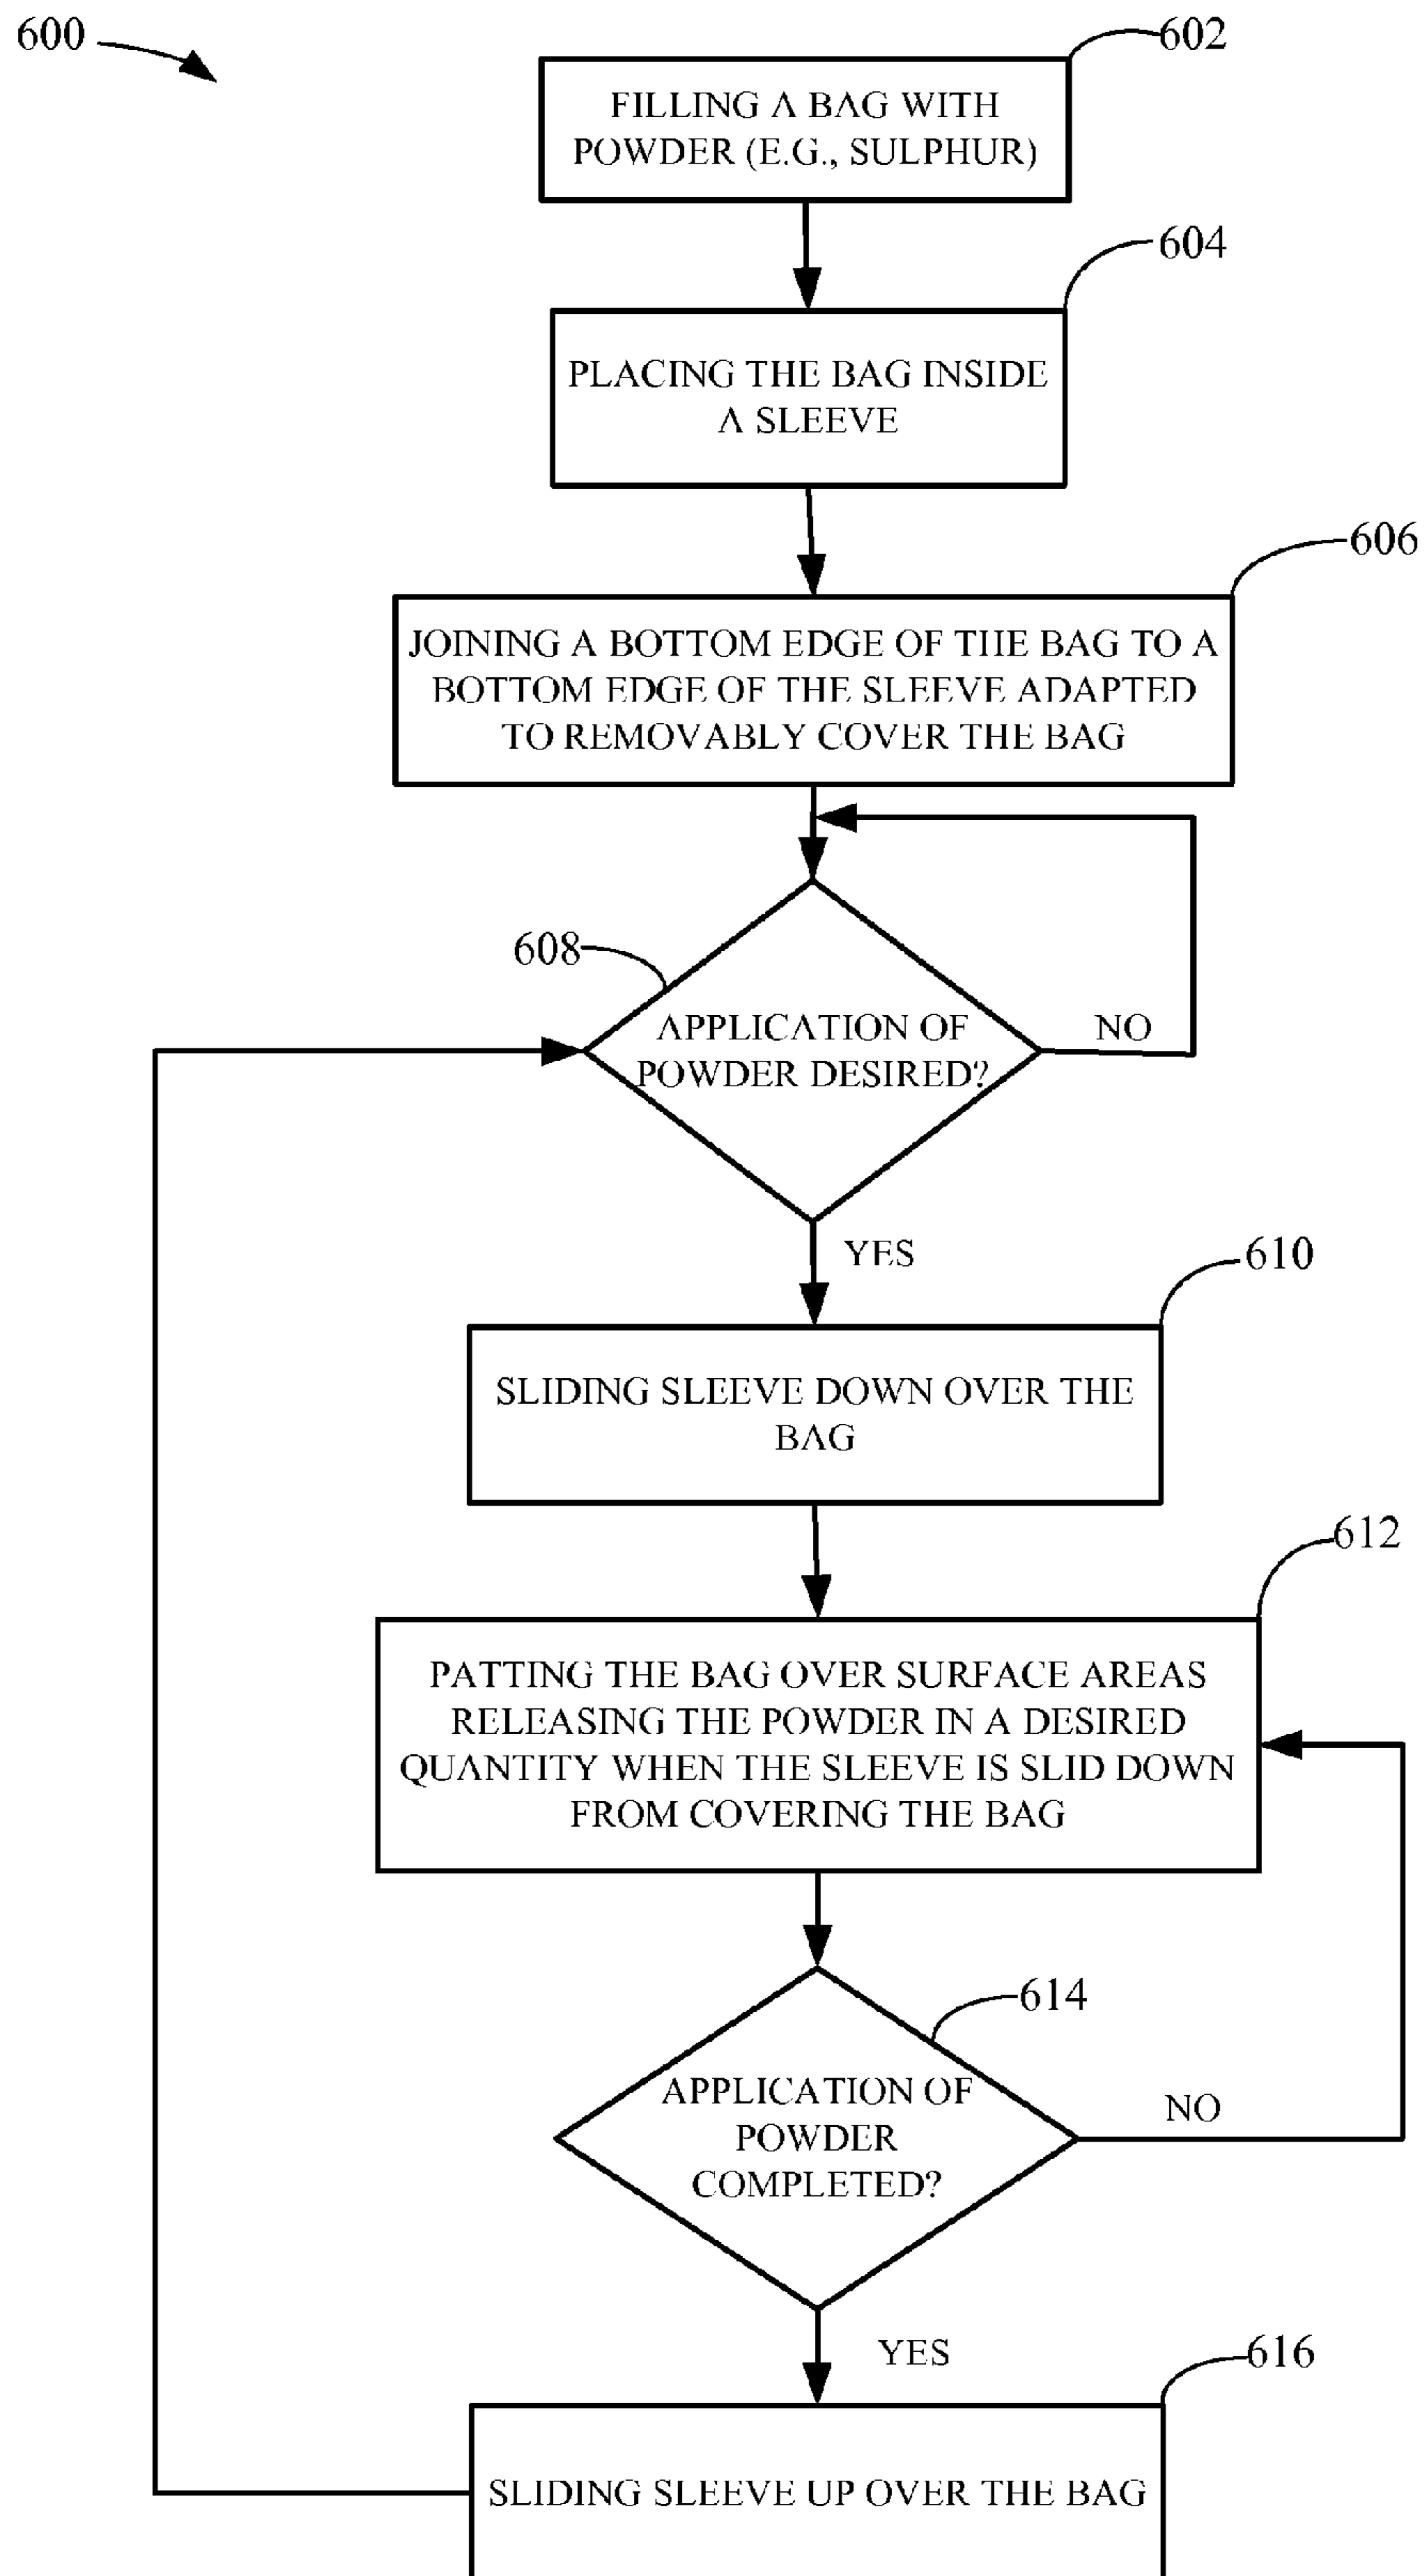 600
602
FILLING A BAG WITH
POWDER (E.G., SULPHUR)
604
PLACING THE BAG INSIDE
A SLEEVE
606
JOINING A BOTTOM EDGE OF THE BAG TO A
BOTTOM EDGE OF THE SLEEVE ADAPTED
TO REMOVABLY COVER THE BAG
608
APPLICATION OF
POWDER DESIRED?
NO
YES
610
SLIDING SLEEVE DOWN OVER THE
BAG
612
PATTING THE BAG OVER SURFACE AREAS
RELEASING THE POWDER IN A DESIRED
QUANTITY WHEN THE SLEEVE IS SLID DOWN
FROM COVERING THE BAG
614
APPLICATION OF
POWDER
COMPLETED?
NO
YES
616
SLIDING SLEEVE UP OVER THE BAG